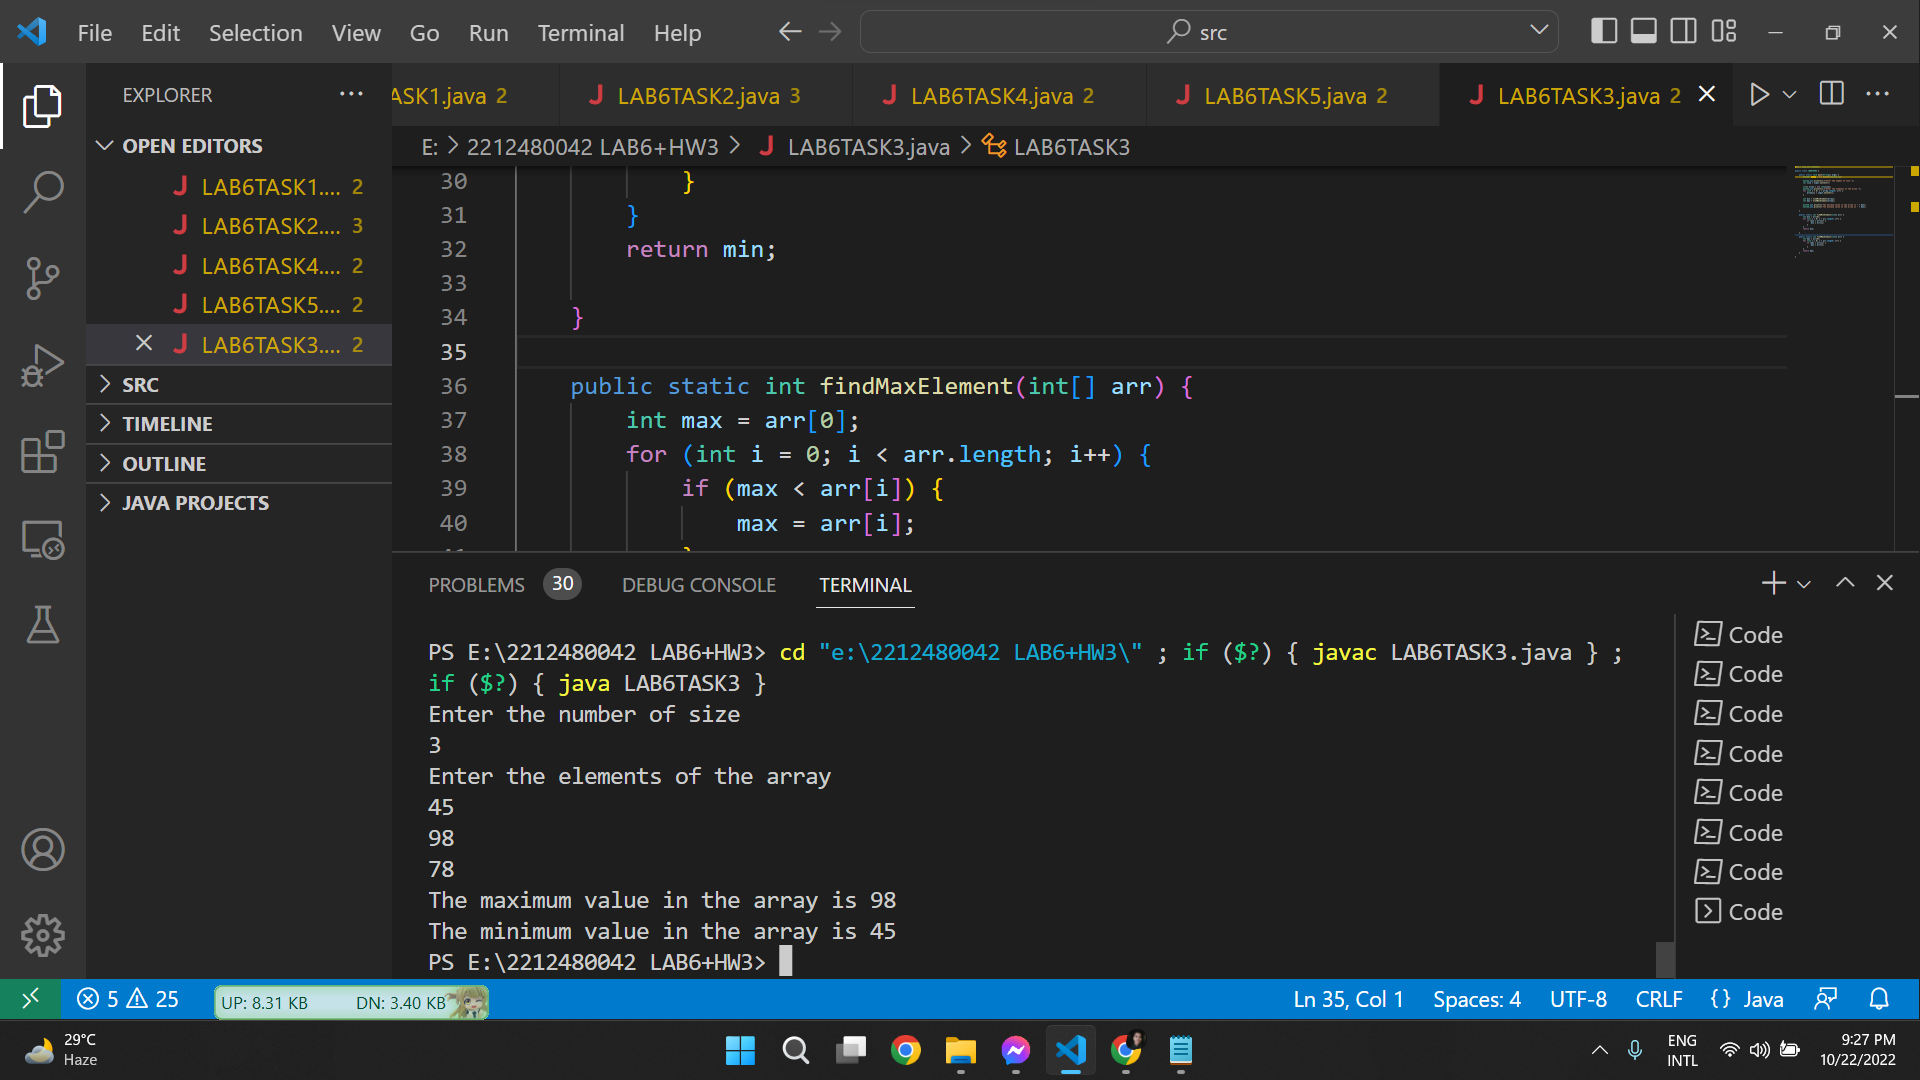 File Edit Selection View Go Run Terminal Help src
EXPLORER
OPEN EDITORS
LAB6TASK1.... 2
LAB6TASK2.... 3
LAB6TASK4.... 2
LAB6TASK5.... 2
LAB6TASK3.... 2
SRC
TIMELINE
OUTLINE
JAVA PROJECTS
ASK1.java 2 LAB6TASK2.java 3 LAB6TASK4.java 2 LAB6TASK5.java 2 LAB6TASK3.java 2
E: > 2212480042 LAB6+HW3 > LAB6TASK3.java > LAB6TASK3
30 }
31 }
32 return min;
33
34 }
35
36 public static int findMaxElement(int[] arr) {
37 int max = arr[0];
38 for (int i = 0; i < arr.length; i++) {
39 if (max < arr[i]) {
40 max = arr[i];
PROBLEMS 30 DEBUG CONSOLE TERMINAL
PS E:\2212480042 LAB6+HW3> cd "e:\2212480042 LAB6+HW3\" ; if ($?) { javac LAB6TASK3.java } ;
if ($?) { java LAB6TASK3 }
Enter the number of size
3
Enter the elements of the array
45
98
78
The maximum value in the array is 98
The minimum value in the array is 45
PS E:\2212480042 LAB6+HW3>
Code
Code
Code
Code
Code
Code
Code
Code
5 25 UP: 8.31 KB DN: 3.40 KB Ln 35, Col 1 Spaces: 4 UTF-8 CRLF {} Java
29°C
Haze
ENG
INTL
9:27 PM
10/22/2022